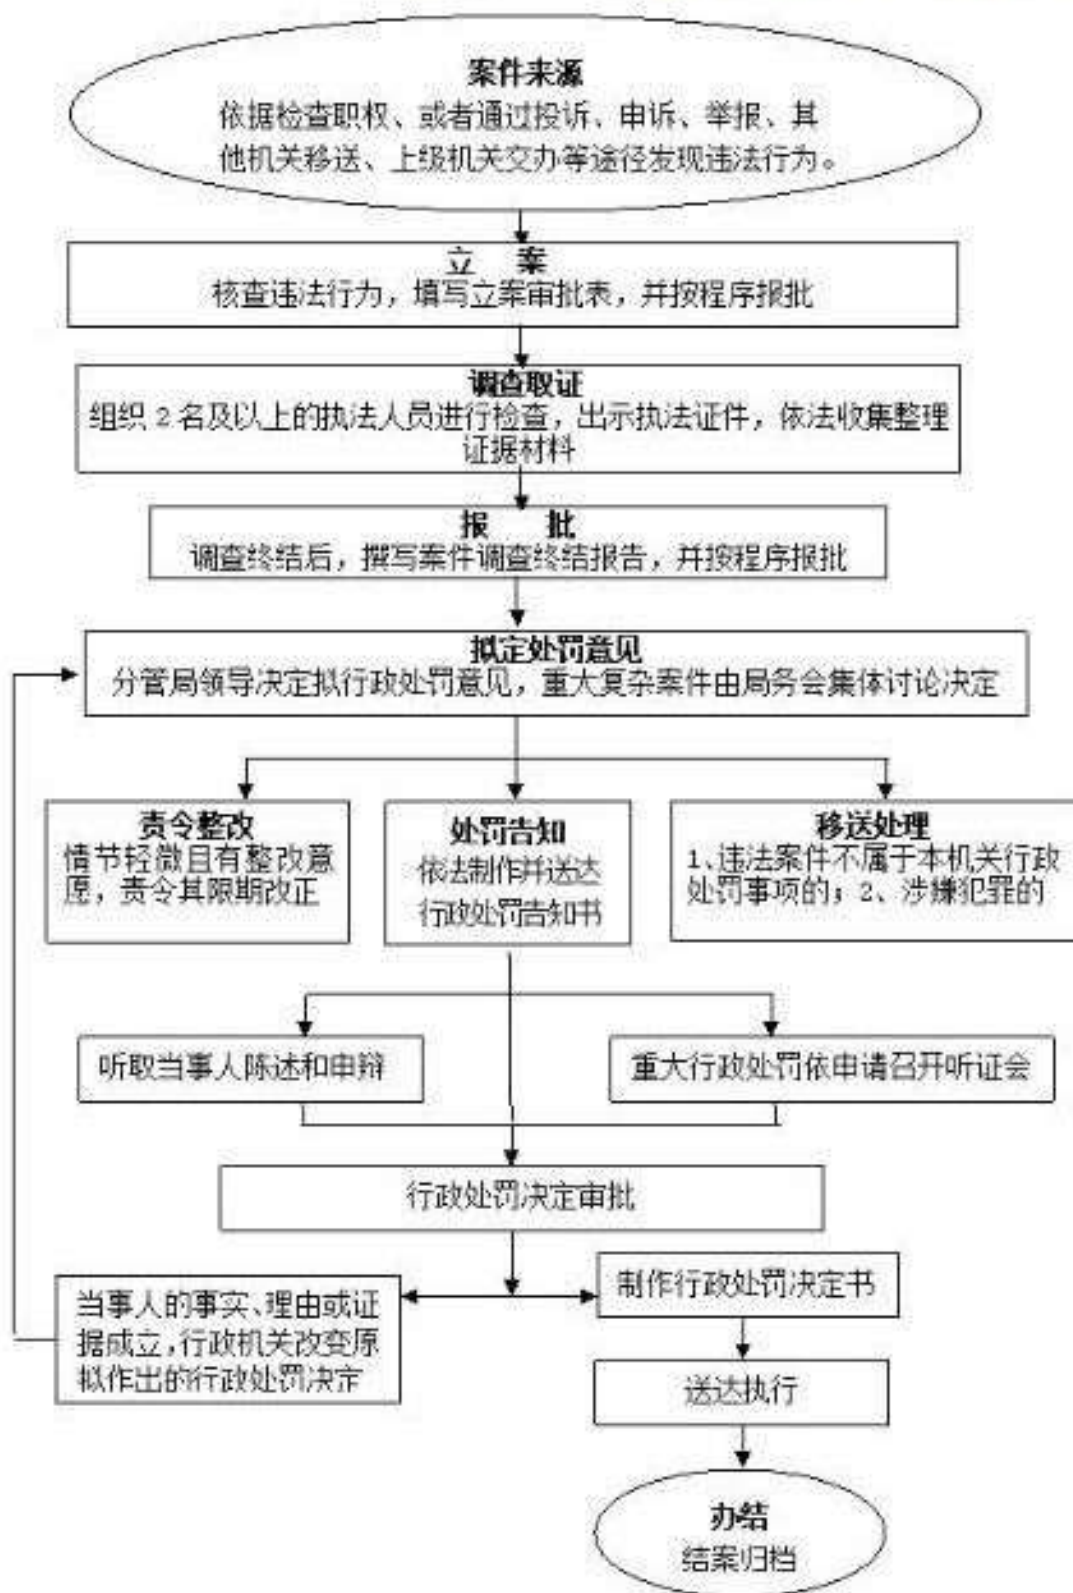 案件来源
依据检查职权、或者通过投诉、申诉、举报、其
他机关移送、上级机关交办等途径发现违法行为。
立 案
核查违法行为，填写立案审批表，并按程序报批
调查取证
组织2名及以上的执法人员进行检查，出示执法证件，依法收集整理
证据材料
报 批
调查终结后，撰写案件调查终结报告，并按程序报批
拟定处罚意见
分管局领导决定拟行政处罚意见，重大复杂案件由局务会集体讨论决定
责令整改
情节轻微且有整改意
愿，责令其限期改正
处罚告知
依法制作并送达
行政处罚告知书
移送处理
1、违法案件不属于本机关行政
处罚事项的；2、涉嫌犯罪的
听取当事人陈述和申辩
重大行政处罚依申请召开听证会
行政处罚决定审批
当事人的事实、理由或证
据成立，行政机关改变原
拟作出的行政处罚决定
制作行政处罚决定书
送达执行
办结
结案归档